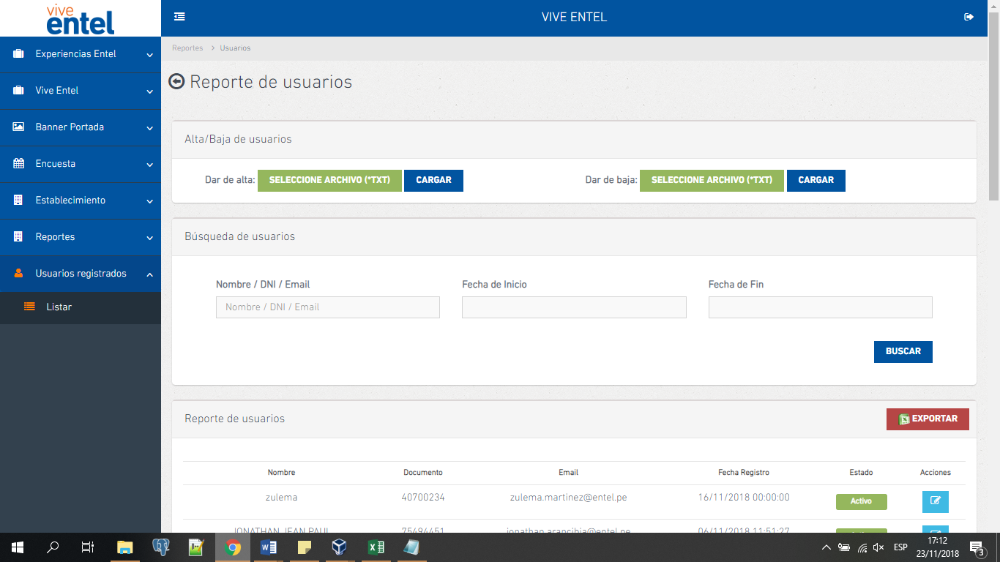 vive
entel
VIVE ENTEL
Experiencias Entel
Vive Entel
Banner Portada
Encuesta
Establecimiento
Reportes
Usuarios registrados
Listar
Reportes > Usuarios
Reporte de usuarios
Alta/Baja de usuarios
Dar de alta: SELECCIONE ARCHIVO (*TXT) CARGAR Dar de baja: SELECCIONE ARCHIVO (*TXT) CARGAR
Búsqueda de usuarios
Nombre / DNI / Email Fecha de Inicio Fecha de Fin
Nombre / DNI / Email
BUSCAR
Reporte de usuarios EXPORTAR
Nombre Documento Email Fecha Registro Estado Acciones
zulema 40700234 zulema.martinez@entel.pe 16/11/2018 00:00:00 Activo
JONATHAN JEAN PAUL 75494451 jonathan.arancibia@entel.pe 06/11/2018 11:51:27
ESP 17:12
23/11/2018 3